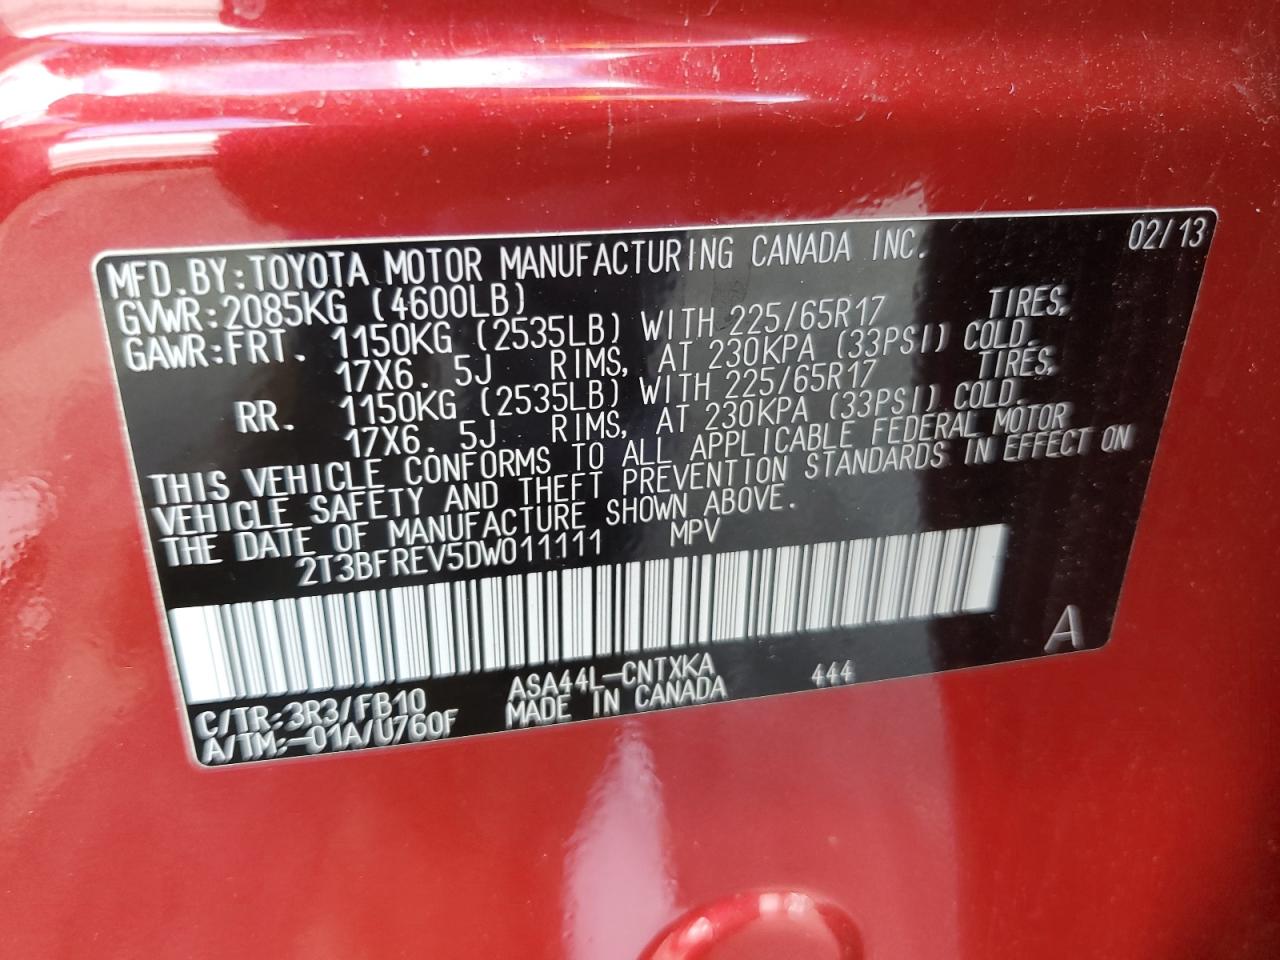 MFD.BY:TOYOTA MOTOR MANUFACTURING CANADA INC. 02/13
GVWR:2085KG (4600LB)
GAWR:FRT. 1150KG (2535LB) WITH 225/65R17 TIRES,
17X6.5J RIMS, AT 230KPA (33PSI) COLD.
RR. 1150KG (2535LB) WITH 225/65R17 TIRES,
17X6.5J RIMS, AT 230KPA (33PSI) COLD.
THIS VEHICLE CONFORMS TO ALL APPLICABLE FEDERAL MOTOR
VEHICLE SAFETY AND THEFT PREVENTION STANDARDS IN EFFECT ON
THE DATE OF MANUFACTURE SHOWN ABOVE.
2T3BFREV5DW011111 MPV
A
C/TR:3R3/FB10 ASA44L-CNTXKA 444
A/TM:-01A/U760F MADE IN CANADA